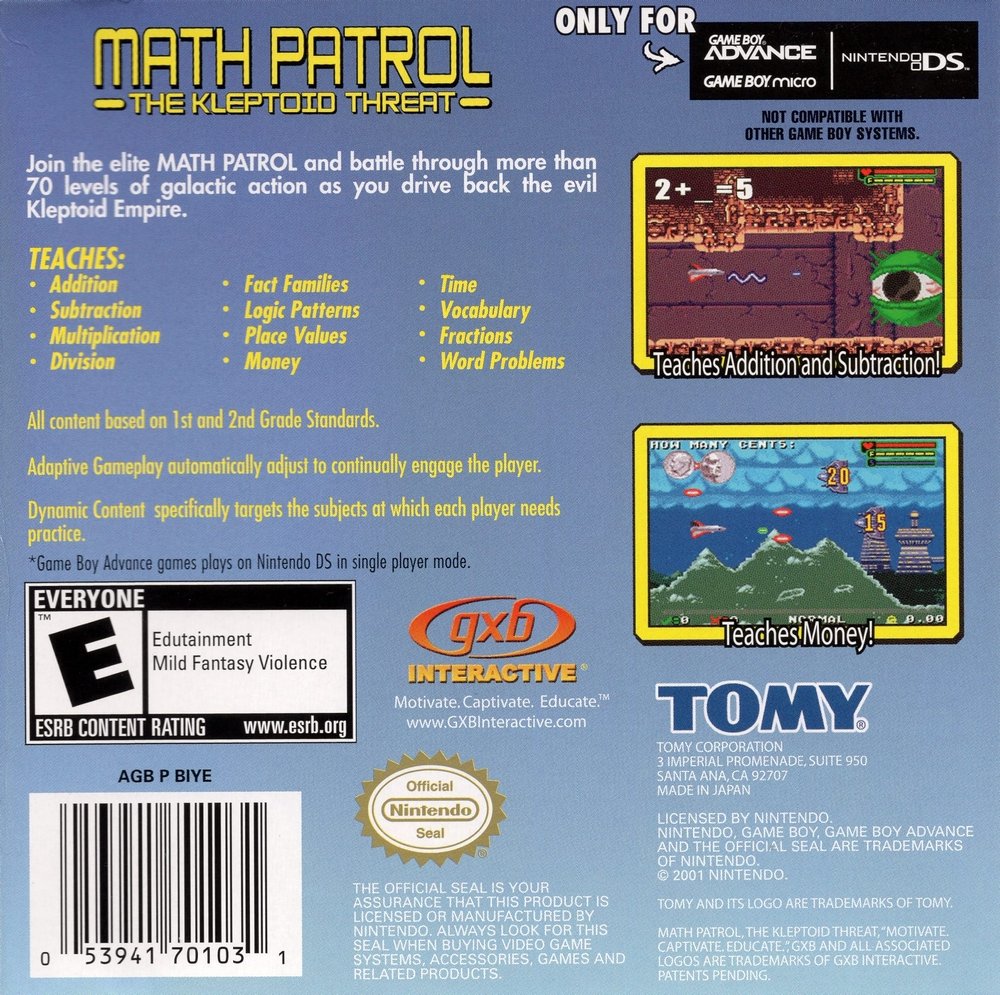 MATH PATROL
THE KLEPTOID THREAT
ONLY FOR
GAME BOY ADVANCE
GAME BOY micro
NINTENDO DS™
NOT COMPATIBLE WITH
OTHER GAME BOY SYSTEMS.
Join the elite MATH PATROL and battle through more than
70 levels of galactic action as you drive back the evil
Kleptoid Empire.
TEACHES:
• Addition
• Subtraction
• Multiplication
• Division
• Fact Families
• Logic Patterns
• Place Values
• Money
• Time
• Vocabulary
• Fractions
• Word Problems
2+_=5
F
Teaches Addition and Subtraction!
All content based on 1st and 2nd Grade Standards.
Adaptive Gameplay automatically adjust to continually engage the player.
Dynamic Content specifically targets the subjects at which each player needs
practice.
*Game Boy Advance games plays on Nintendo DS in single player mode.
HOW MANY CENTS:
F
S
20
15
NORMAL
0.00
Teaches Money!
EVERYONE
E™
Edutainment
Mild Fantasy Violence
ESRB CONTENT RATING www.esrb.org
gxb
INTERACTIVE®
Motivate. Captivate. Educate.™
www.GXBInteractive.com
TOMY®
TOMY CORPORATION
3 IMPERIAL PROMENADE, SUITE 950
SANTA ANA, CA 92707
MADE IN JAPAN
AGB P BIYE
0 53941 70103 1
Official
Nintendo
Seal
®
THE OFFICIAL SEAL IS YOUR
ASSURANCE THAT THIS PRODUCT IS
LICENSED OR MANUFACTURED BY
NINTENDO. ALWAYS LOOK FOR THIS
SEAL WHEN BUYING VIDEO GAME
SYSTEMS, ACCESSORIES, GAMES AND
RELATED PRODUCTS.
LICENSED BY NINTENDO.
NINTENDO, GAME BOY, GAME BOY ADVANCE
AND THE OFFICIAL SEAL ARE TRADEMARKS
OF NINTENDO.
© 2001 NINTENDO.
TOMY AND ITS LOGO ARE TRADEMARKS OF TOMY.
MATH PATROL, THE KLEPTOID THREAT, "MOTIVATE.
CAPTIVATE. EDUCATE.", GXB AND ALL ASSOCIATED
LOGOS ARE TRADEMARKS OF GXB INTERACTIVE.
PATENTS PENDING.